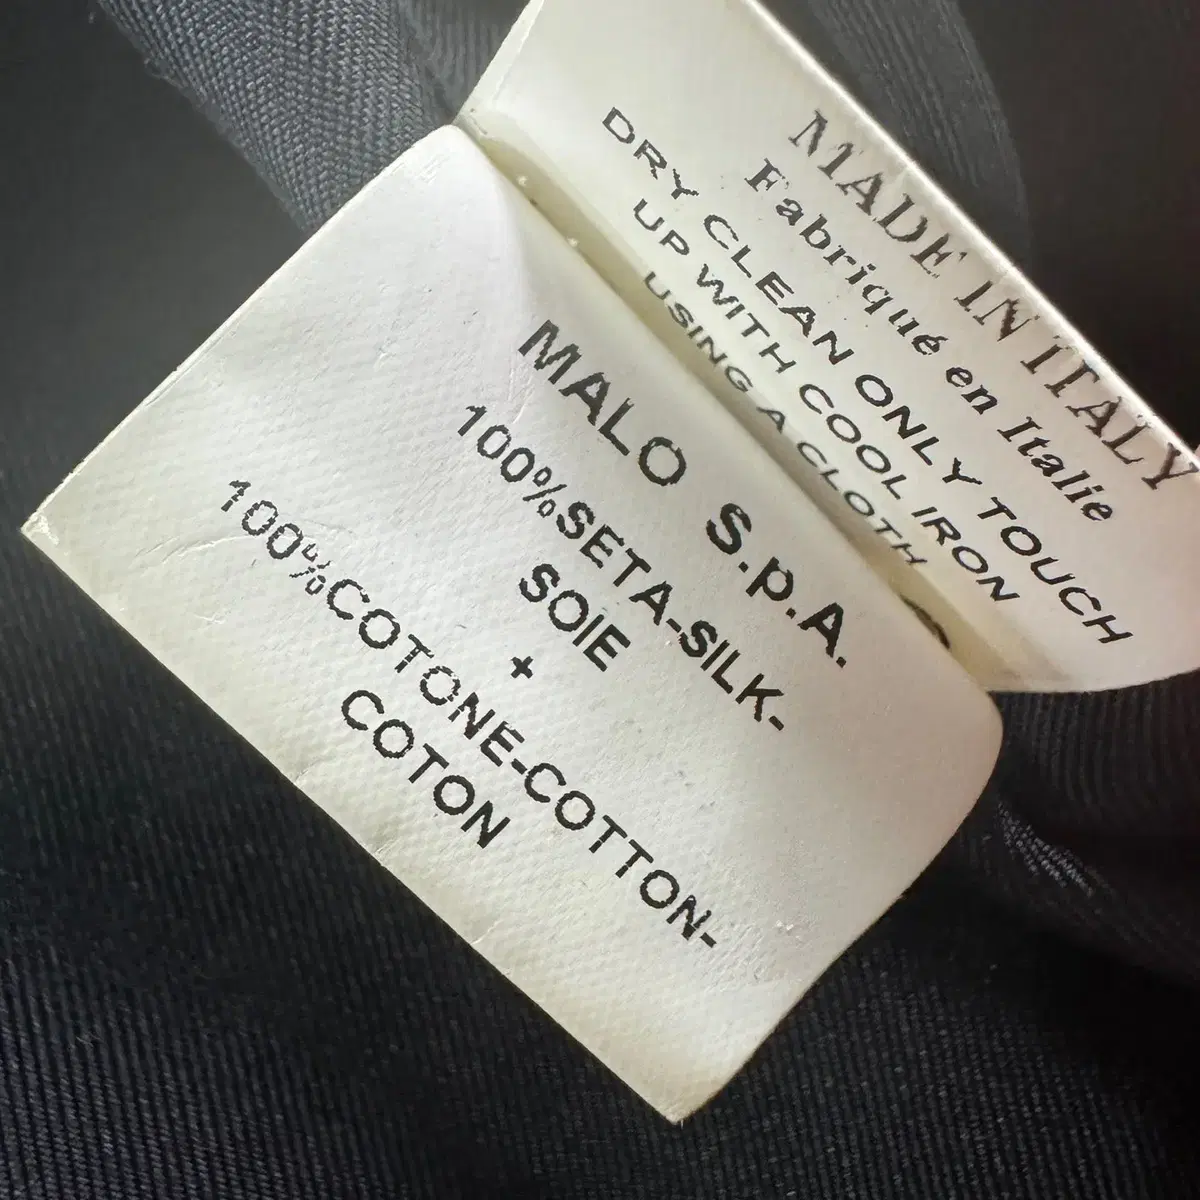 MADE IN ITALY
Fabriqué en Italie
DRY CLEAN ONLY TOUCH
UP WITH COOL IRON
USING A CLOTH
MALO S.p.A.
100%SETA-SILK-
SOIE
+
100%COTONE-COTTON-
COTON